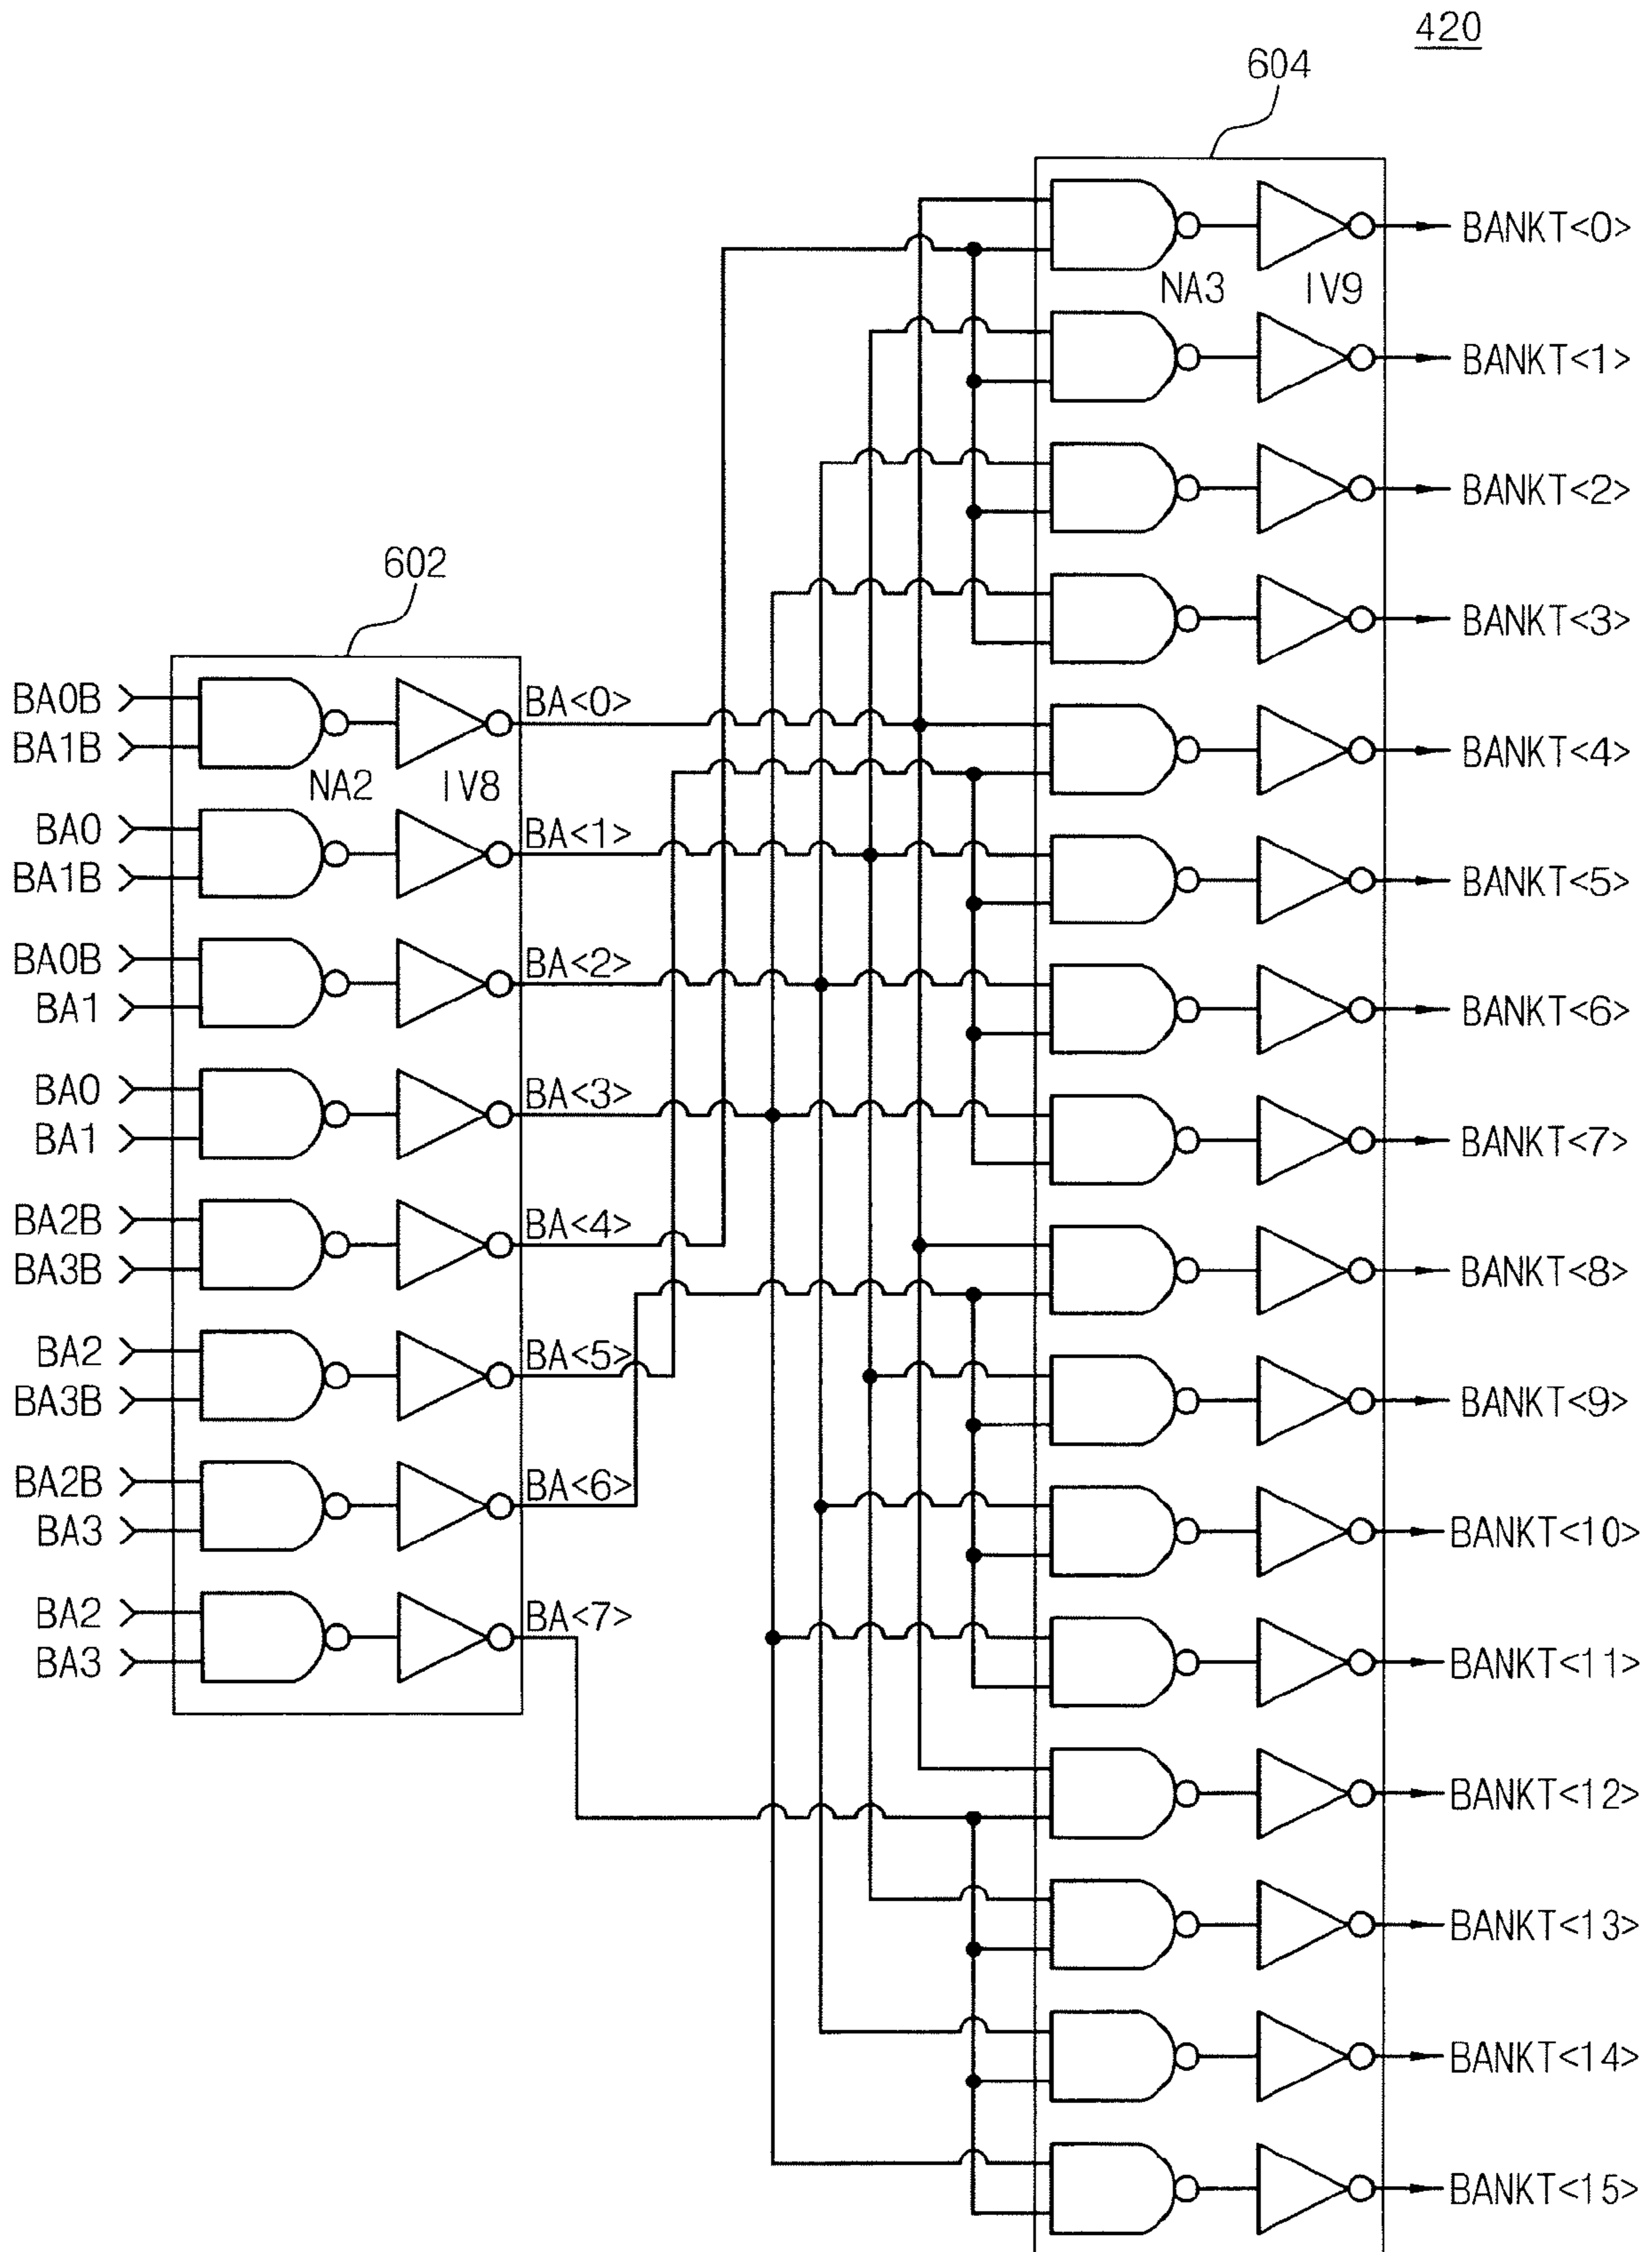 420
604
BANKT<0>
NA3 IV9
BANKT<1>
BANKT<2>
BANKT<3>
BANKT<4>
BANKT<5>
BANKT<6>
BANKT<7>
BANKT<8>
BANKT<9>
BANKT<10>
BANKT<11>
BANKT<12>
BANKT<13>
BANKT<14>
BANKT<15>
602
BA0B
BA1B
BA<0>
NA2 IV8
BA0
BA1B
BA<1>
BA0B
BA1
BA<2>
BA0
BA1
BA<3>
BA2B
BA3B
BA<4>
BA2
BA3B
BA<5>
BA2B
BA3
BA<6>
BA2
BA3
BA<7>